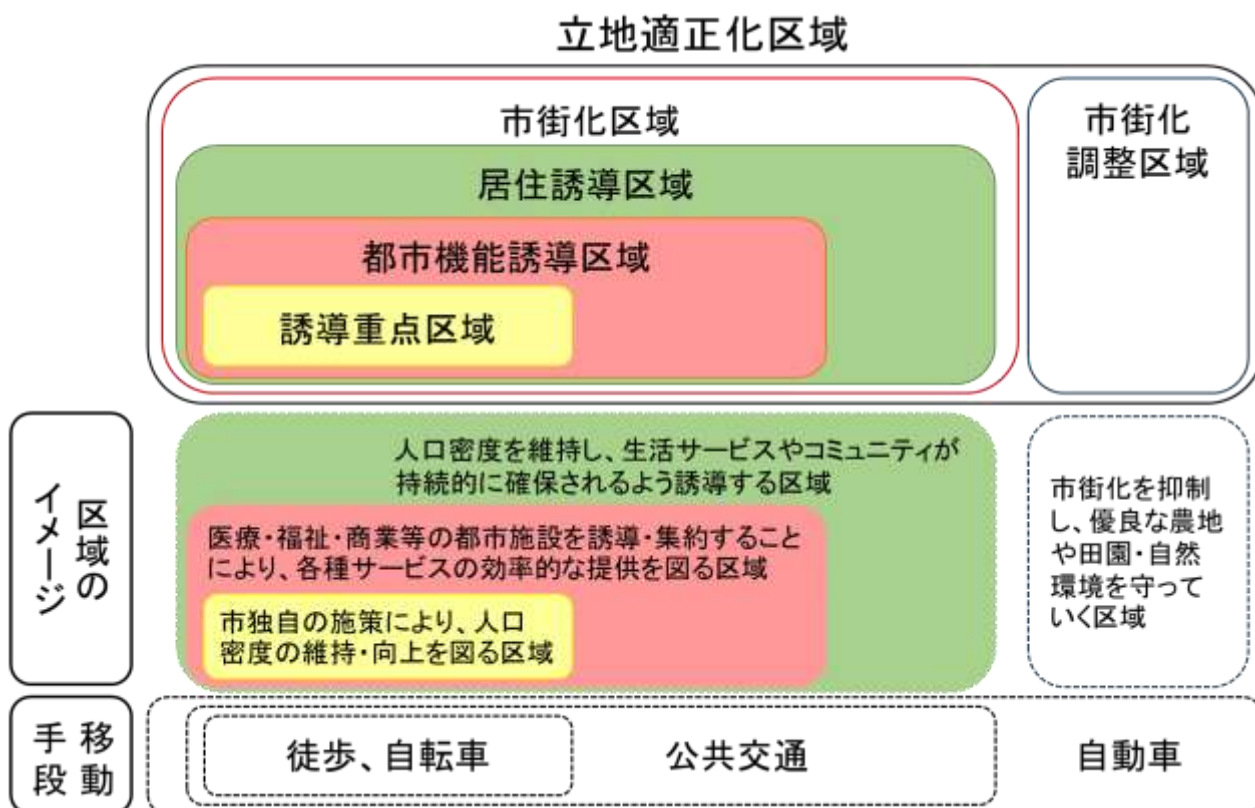 立地適正化区域
市街化区域
市街化
調整区域
居住誘導区域
都市機能誘導区域
誘導重点区域
区域の
イメージ
人口密度を維持し、生活サービスやコミュニティが
持続的に確保されるよう誘導する区域
医療・福祉・商業等の都市施設を誘導・集約すること
により、各種サービスの効率的な提供を図る区域
市独自の施策により、人口
密度の維持・向上を図る区域
市街化を抑制
し、優良な農地
や田園・自然
環境を守って
いく区域
移動
手段
徒歩、自転車
公共交通
自動車